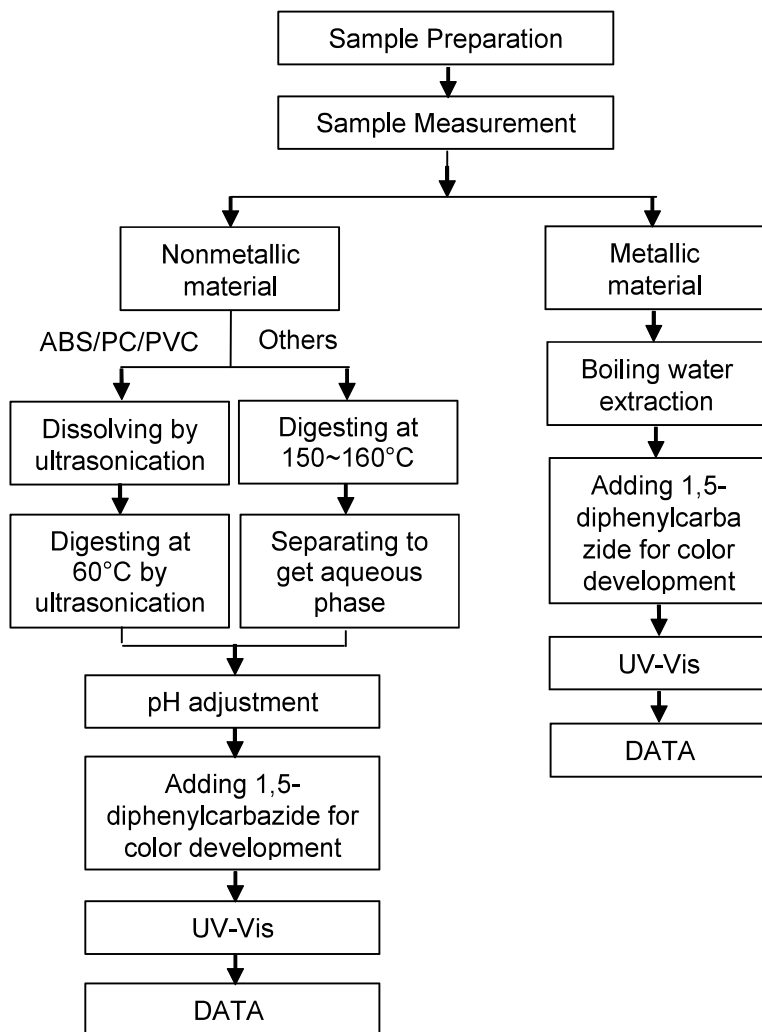 Sample Preparation
Sample Measurement
Nonmetallic
material
Metallic
material
ABS/PC/PVC
Others
Boiling water
extraction
Dissolving by
ultrasonication
Digesting at
150~160°C
Adding 1,5-
diphenylcarba
zide for color
development
Digesting at
60°C by
ultrasonication
Separating to
get aqueous
phase
UV-Vis
pH adjustment
DATA
Adding 1,5-
diphenylcarbazide for
color development
UV-Vis
DATA